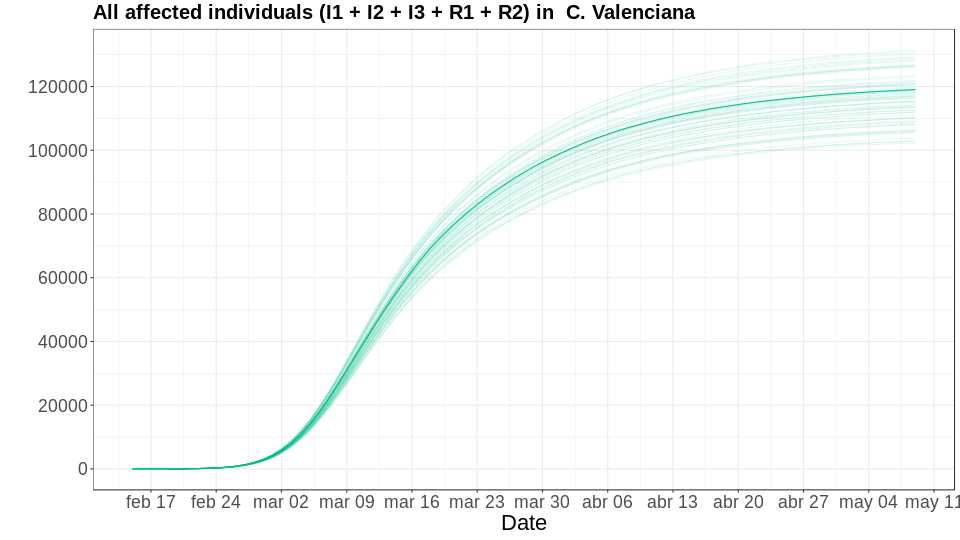 All affected individuals (I1 + I2 + I3 + R1 + R2) in  C. Valenciana
120000
100000
80000
60000
40000
20000
0
feb 17 feb 24 mar 02 mar 09 mar 16 mar 23 mar 30 abr 06 abr 13 abr 20 abr 27 may 04 may 11
Date